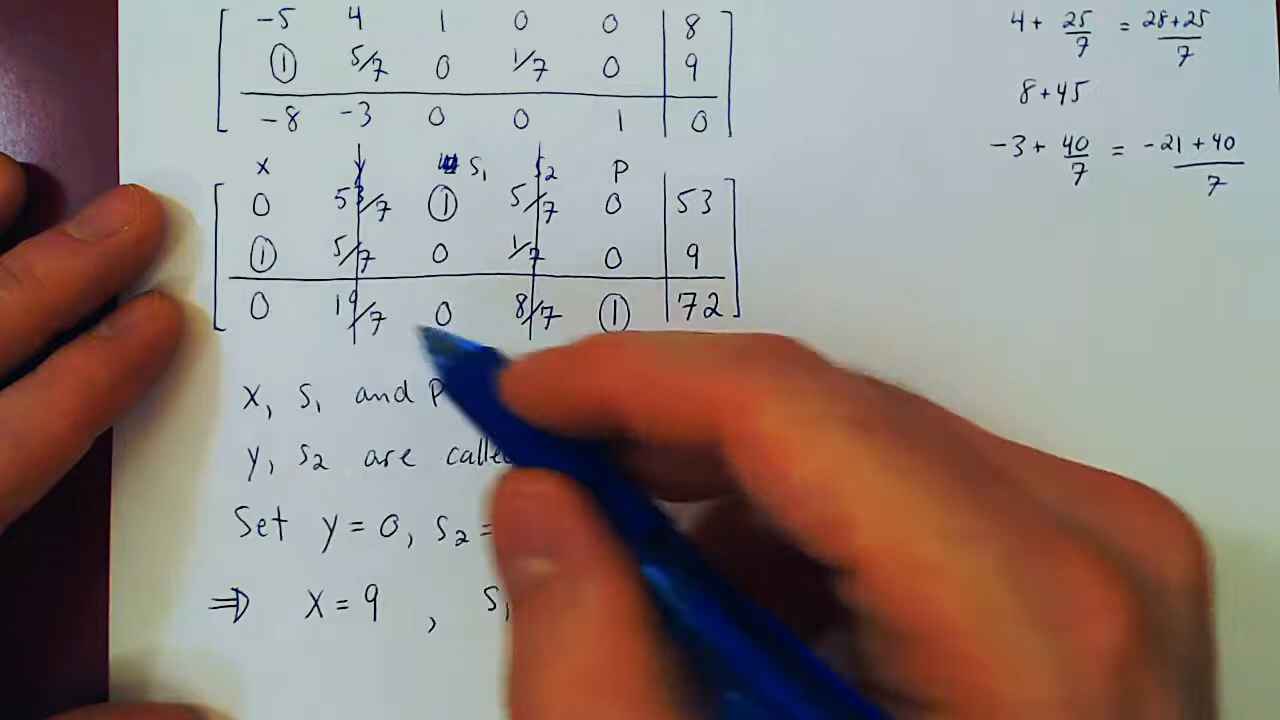 -5 4 1 0 0 8
1 5/7 0 1/7 0 9
-8 -3 0 0 1 0
x y s₁ s₂ P
0 53/7 1 5/7 0 53
1 5/7 0 1/7 0 9
0 19/7 0 8/7 1 72
x, s₁ and P
y, s₂ are called
Set y = 0, s₂ =
⇒ x = 9 , s₁
4 + 25/7 = 28+25/7
8 + 45
-3 + 40/7 = -21 + 40/7